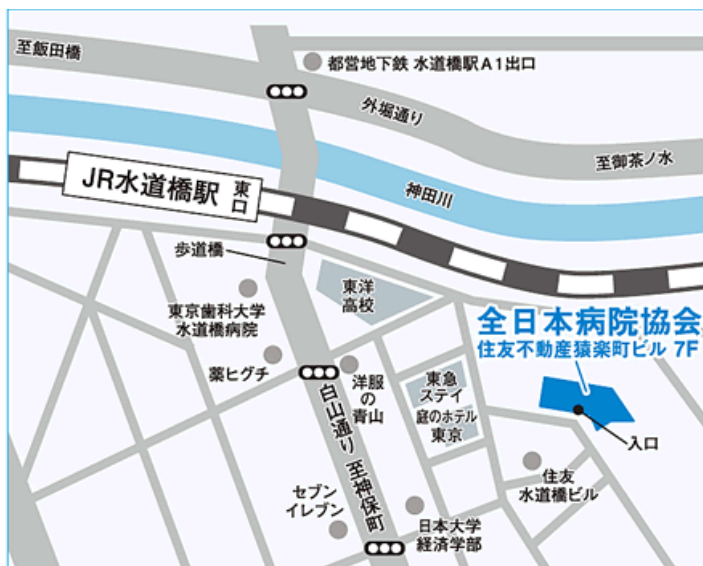 至飯田橋
都営地下鉄 水道橋駅A1出口
外堀通り
至御茶ノ水
神田川
JR水道橋駅
東口
歩道橋
東洋
高校
東京歯科大学
水道橋病院
全日本病院協会
住友不動産猿楽町ビル 7F
薬ヒグチ
洋服の青山
東急
ステイ
庭のホテル
東京
入口
白山通り 至神保町
住友
水道橋ビル
セブン
イレブン
日本大学
経済学部